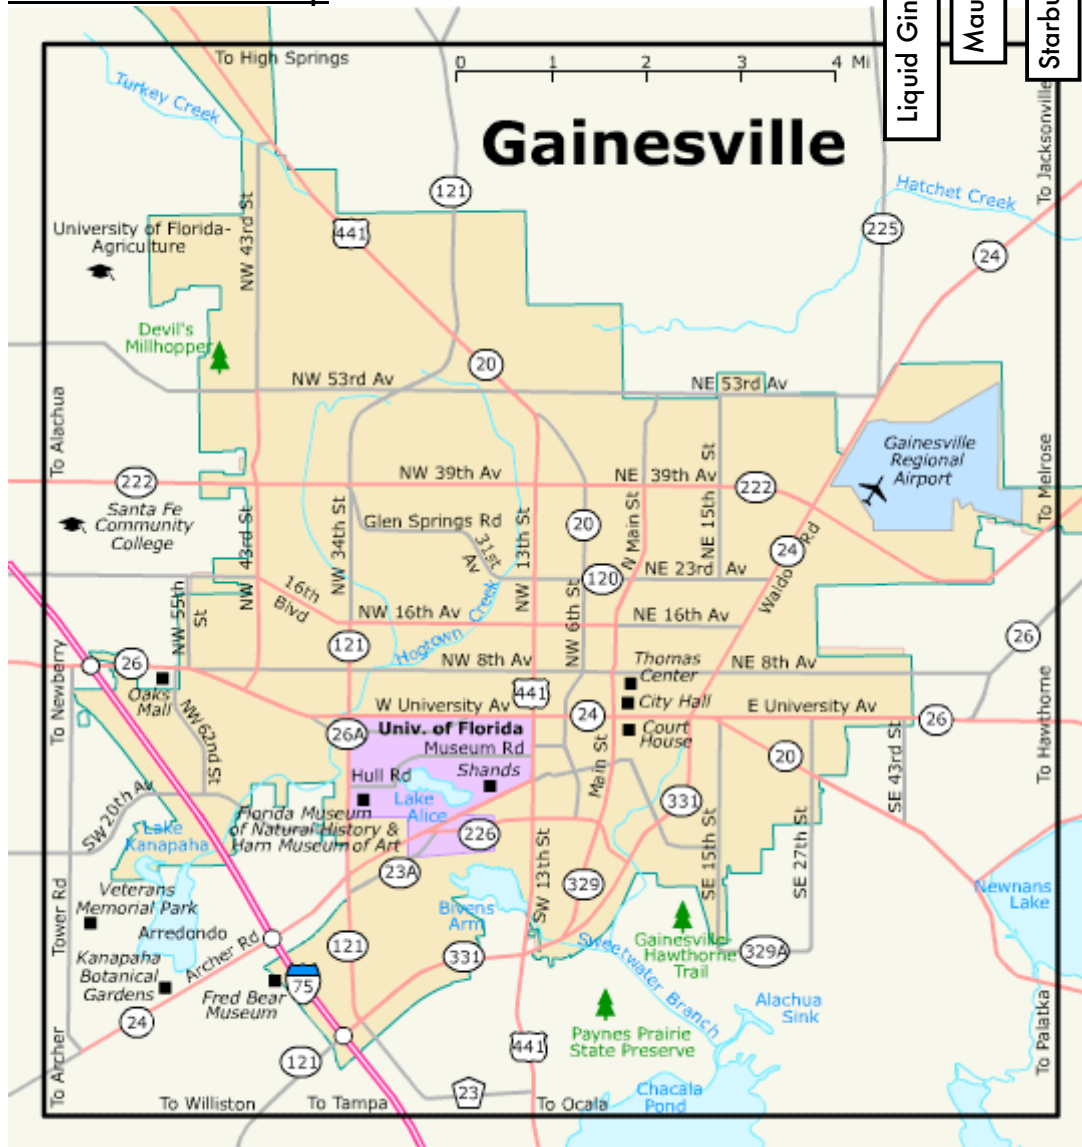 Liquid Gin
Mau
Starbu
To High Springs
0 1 2 3 4 Mi
Turkey Creek
Gainesville
To Jacksonville
Hatchet Creek
121
NW 43rd St
University of Florida-
Agriculture
441
225
24
Devil's
Millhopper
20
NW 53rd Av
NE 53rd Av
To Alachua
Gainesville
Regional
Airport
To Melrose
NW 39th Av
NE 39th Av
222
222
Santa Fe
Community
College
NW 43rd St
NW 34th St
Glen Springs Rd
31st
Av
NW 13th St
20
N Main St
NE 15th St
24
Waldo Rd
120
NE 23rd Av
16th
Blvd
NW 55th
St
NW 16th Av
NE 16th Av
NW 6th St
Hogtown Creek
121
26
26
To Newberry
Oaks
Mall
NW 8th Av
NE 8th Av
Thomas
Center
City Hall
Court
House
441
24
W University Av
E University Av
26
To Hawthorne
NW 62nd St
26A
Univ. of Florida
Museum Rd
Hull Rd
Shands
Lake
Alice
Main St
20
SE 43rd St
331
SW 20th Av
Lake
Kanapaha
Florida Museum
of Natural History &
Harn Museum of Art
226
23A
SW 13th St
329
SE 15th St
SE 27th St
Newnans
Lake
Veterans
Memorial Park
Tower Rd
Arredondo
Archer Rd
Kanapaha
Botanical
Gardens
Bivens
Arm
121
331
Gainesville-
Hawthorne
Trail
329A
Sweetwater Branch
75
Fred Bear
Museum
24
Alachua
Sink
Paynes Prairie
State Preserve
To Palatka
To Archer
121
441
23
Chacala
Pond
To Williston
To Tampa
To Ocala